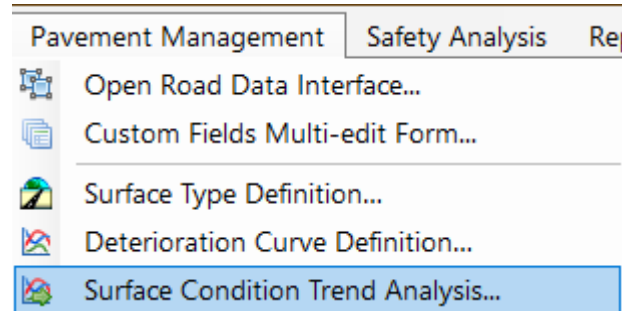 Pavement Management Safety Analysis
Open Road Data Interface...
Custom Fields Multi-edit Form...
Surface Type Definition...
Deterioration Curve Definition...
Surface Condition Trend Analysis...